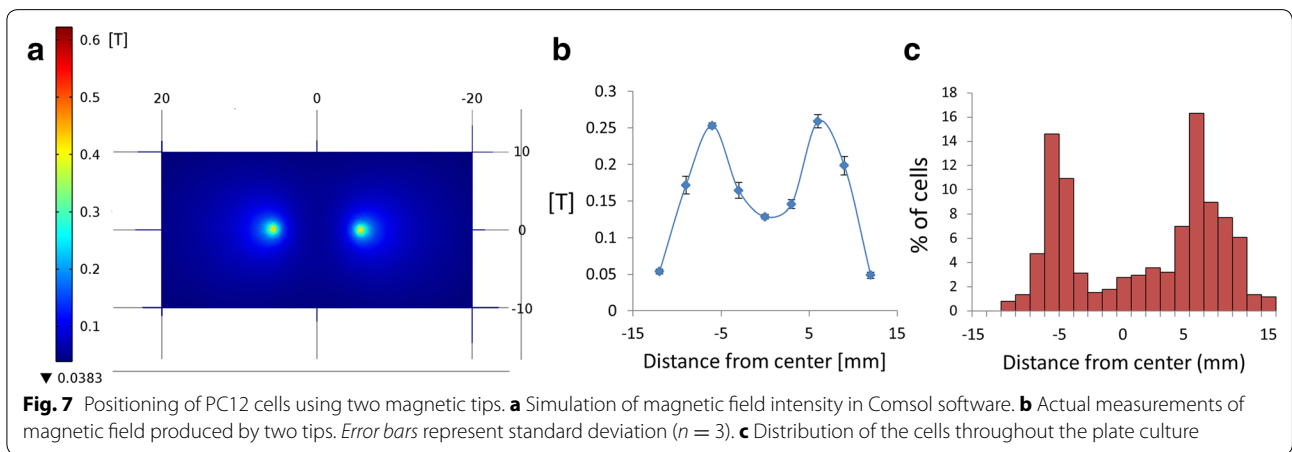 a
0.6 [T]
0.5
0.4
0.3
0.2
0.1
▼ 0.0383
20 0 -20
10
0
-10
b
0.3
0.25
0.2
0.15
0.1
0.05
0
[T]
-15 -5 5 15
Distance from center [mm]
c
18
16
14
12
10
8
6
4
2
0
% of cells
-15 -5 0 5 15
Distance from center (mm)
Fig. 7 Positioning of PC12 cells using two magnetic tips. a Simulation of magnetic field intensity in Comsol software. b Actual measurements of
magnetic field produced by two tips. Error bars represent standard deviation (n = 3). c Distribution of the cells throughout the plate culture